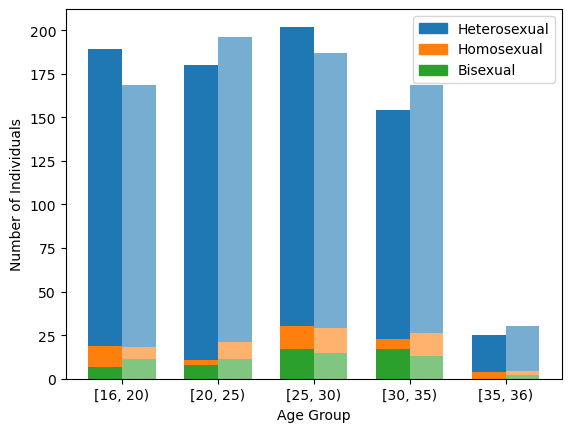 Heterosexual
Homosexual
Bisexual
Number of Individuals
200
175
150
125
100
75
50
25
0
[16, 20)
[20, 25)
[25, 30)
[30, 35)
[35, 36)
Age Group